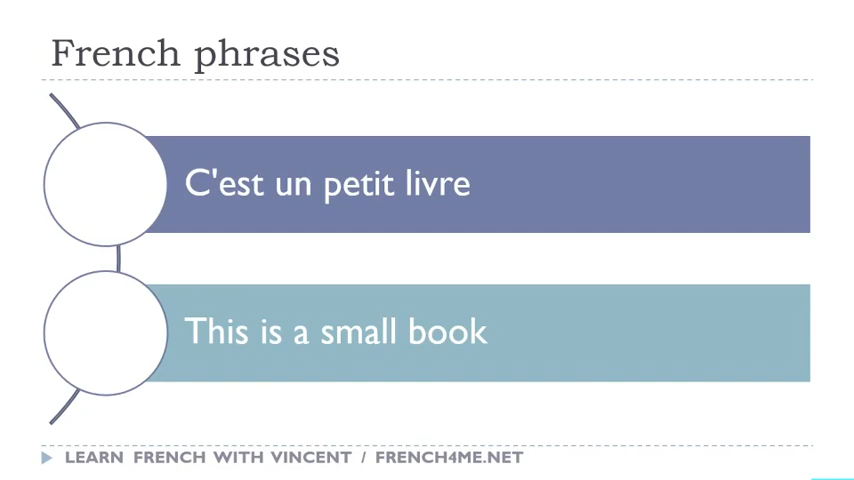 French phrases
C'est un petit livre
This is a small book
LEARN FRENCH WITH VINCENT / FRENCH4ME.NET